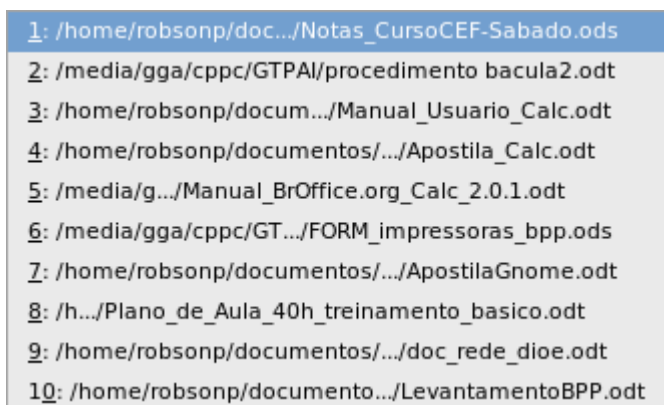 1: /home/robsonp/doc.../Notas_CursoCEF-Sabado.ods
2: /media/gga/cppc/GTPAI/procedimento bacula2.odt
3: /home/robsonp/docum.../Manual_Usuario_Calc.odt
4: /home/robsonp/documentos/.../Apostila_Calc.odt
5: /media/g.../Manual_BrOffice.org_Calc_2.0.1.odt
6: /media/gga/cppc/GT.../FORM_impressoras_bpp.ods
7: /home/robsonp/documentos/.../ApostilaGnome.odt
8: /h.../Plano_de_Aula_40h_treinamento_basico.odt
9: /home/robsonp/documentos/.../doc_rede_dioe.odt
10: /home/robsonp/documento.../LevantamentoBPP.odt